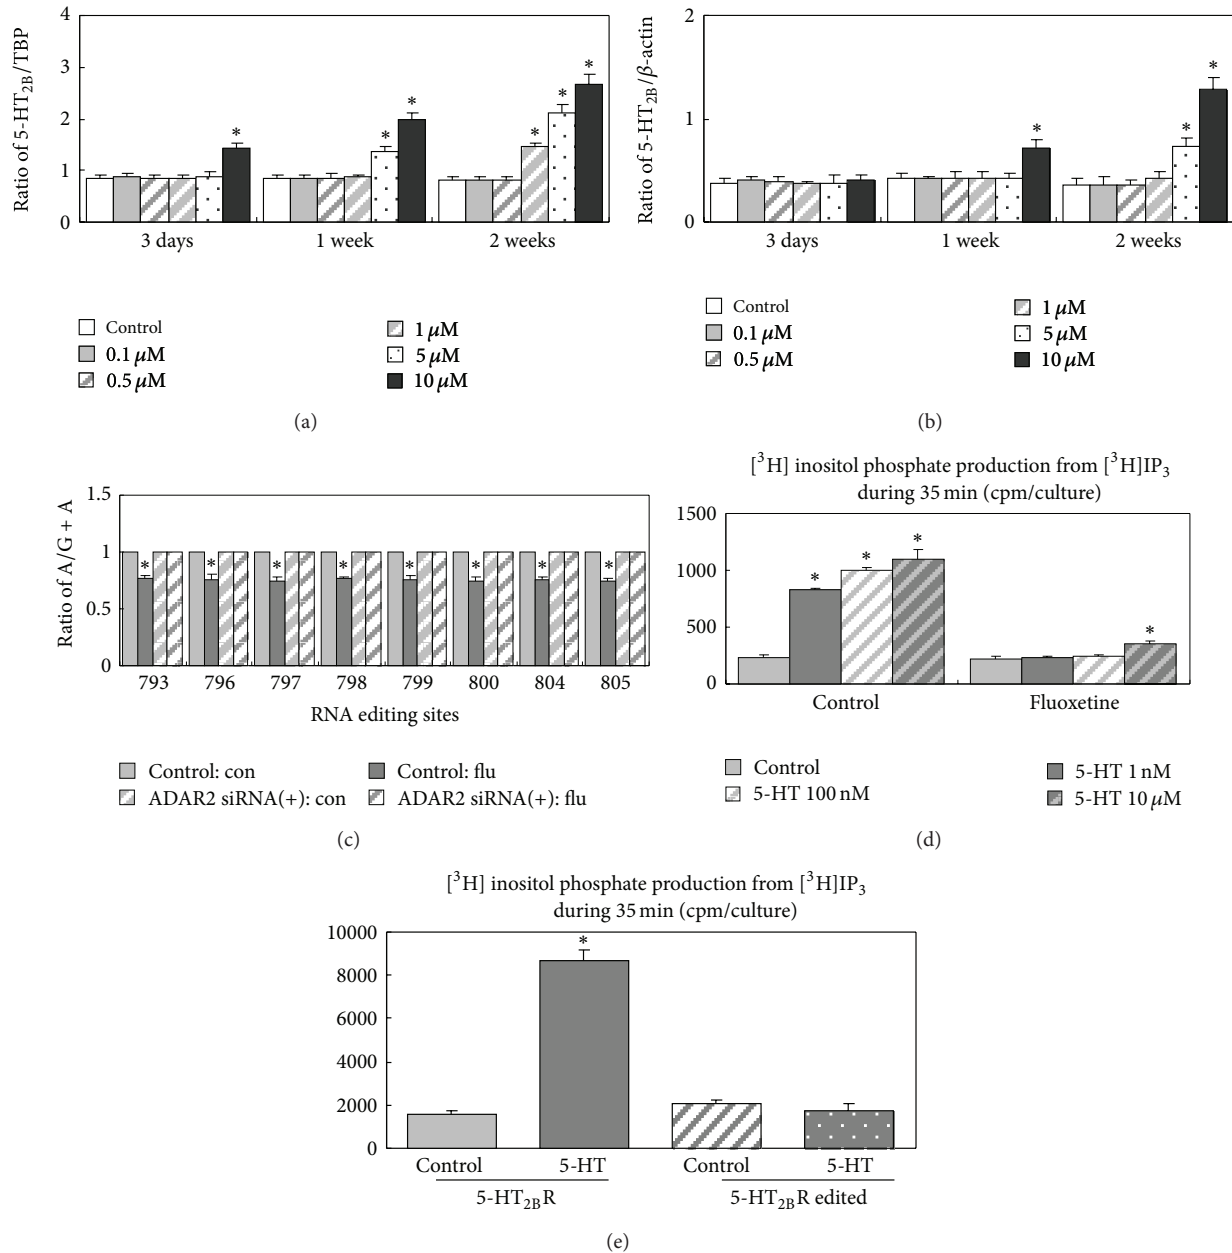 Ratio of 5-HT2B/TBP
4
3
2
1
0
* * * * * *
3 days 1 week 2 weeks
Control
0.1 μM
0.5 μM
1 μM
5 μM
10 μM
(a)
Ratio of 5-HT2B/β-actin
2
1
0
* * *
3 days 1 week 2 weeks
Control
0.1 μM
0.5 μM
1 μM
5 μM
10 μM
(b)
Ratio of A/G + A
1.5
1
0.5
0
* * * * * * * *
793 796 797 798 799 800 804 805
RNA editing sites
Control: con
ADAR2 siRNA(+): con
Control: flu
ADAR2 siRNA(+): flu
(c)
[³H] inositol phosphate production from [³H]IP₃
during 35 min (cpm/culture)
1500
1000
500
0
* * * *
Control Fluoxetine
Control
5-HT 100 nM
5-HT 1 nM
5-HT 10 μM
(d)
[³H] inositol phosphate production from [³H]IP₃
during 35 min (cpm/culture)
10000
8000
6000
4000
2000
0
*
Control 5-HT Control 5-HT
5-HT2BR 5-HT2BR edited
(e)